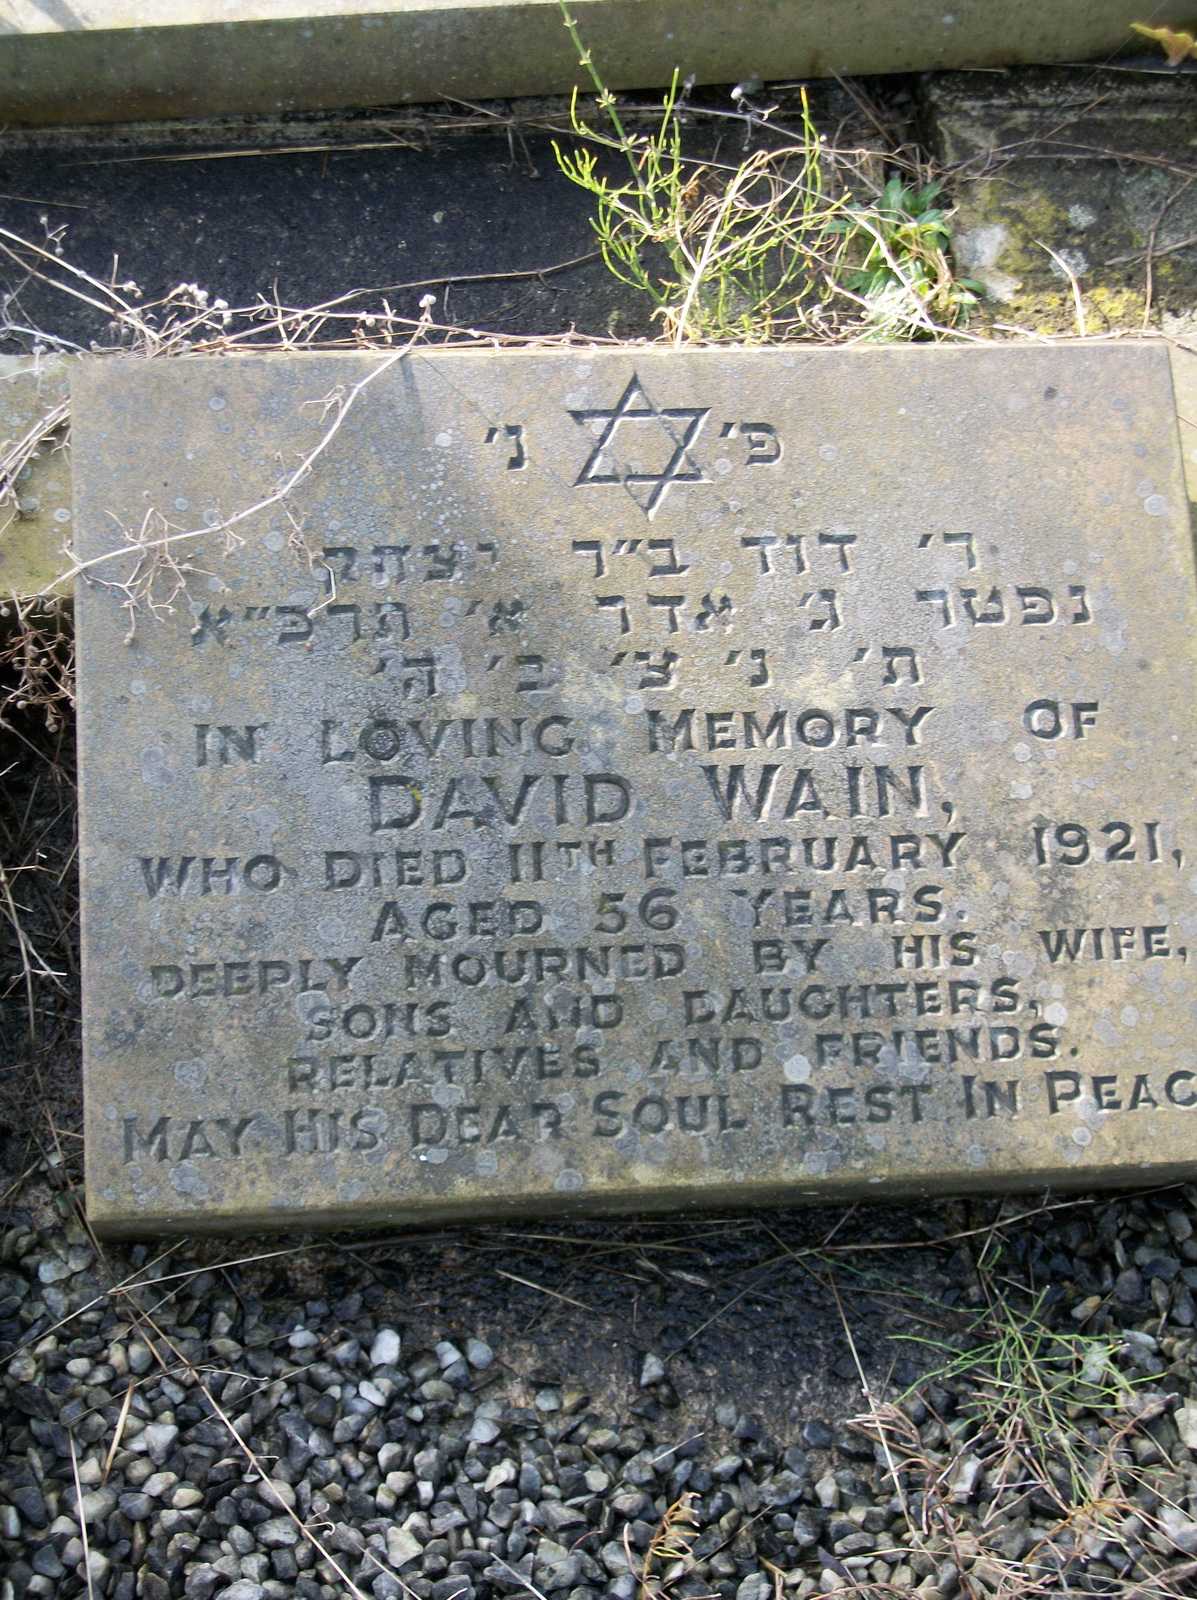 פ׳ נ׳
ר׳ דוד ב״ר יצחק
נפטר ג׳ אדר א׳ תרפ״א
ת׳ נ׳ צ׳ ב׳ ה׳
IN LOVING MEMORY OF
DAVID WAIN,
WHO DIED 11TH FEBRUARY 1921,
AGED 56 YEARS.
DEEPLY MOURNED BY HIS WIFE,
SONS AND DAUGHTERS,
RELATIVES AND FRIENDS.
MAY HIS DEAR SOUL REST IN PEAC